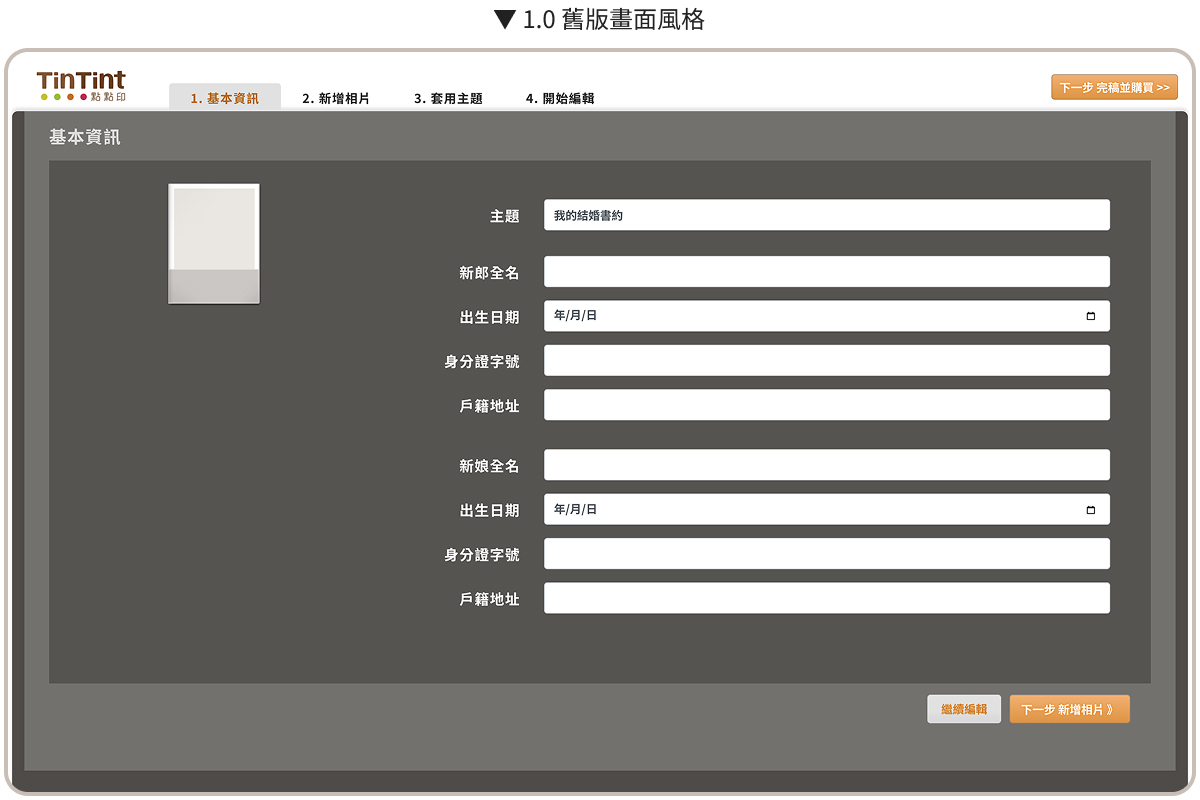 ▼ 1.0 舊版畫面風格
TinTint
點點印
1. 基本資訊
2. 新增相片
3. 套用主題
4. 開始編輯
下一步 完稿並購買 >>
基本資訊
主題
我的結婚書約
新郎全名
出生日期
年/月/日
身分證字號
戶籍地址
新娘全名
出生日期
年/月/日
身分證字號
戶籍地址
繼續編輯
下一步 新增相片 》